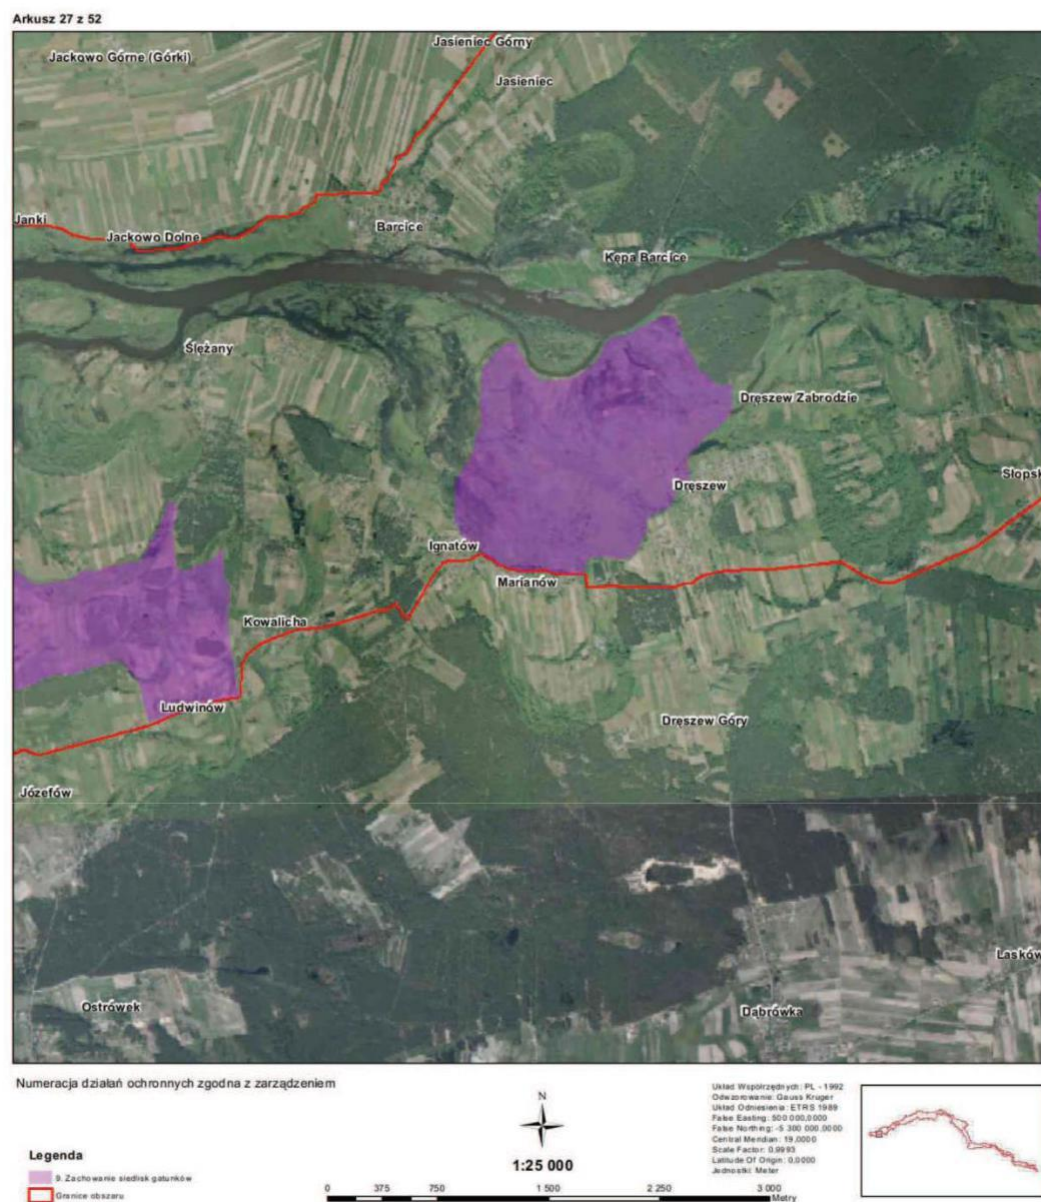 Arkusz 27 z 52
Jasieniec Górny
Jackowo Górne (Górki)
Jasieniec
Janki
Barcice
Jackowo Dolne
Kępa Barcice
Ślężany
Dręszew Zabrodzie
Słopsk
Dręszew
Ignatów
Marianów
Kowalicha
Ludwinów
Dręszew Góry
Józefów
Lasków
Ostrówek
Dąbrówka
Numeracja działań ochronnych zgodna z zarządzeniem
Legenda
9. Zachowanie siedlisk gatunków
Granice obszaru
N
1:25 000
0 375 750 1 500 2 250 3 000
Metry
Układ Współrzędnych: PL - 1992
Odwzorowanie: Gauss Kruger
Układ Odniesienia: ETRS 1989
False Easting: 500 000,0000
False Northing: -5 300 000,0000
Central Meridian: 19,0000
Scale Factor: 0,9993
Latitude Of Origin: 0,0000
Jednostki: Meter